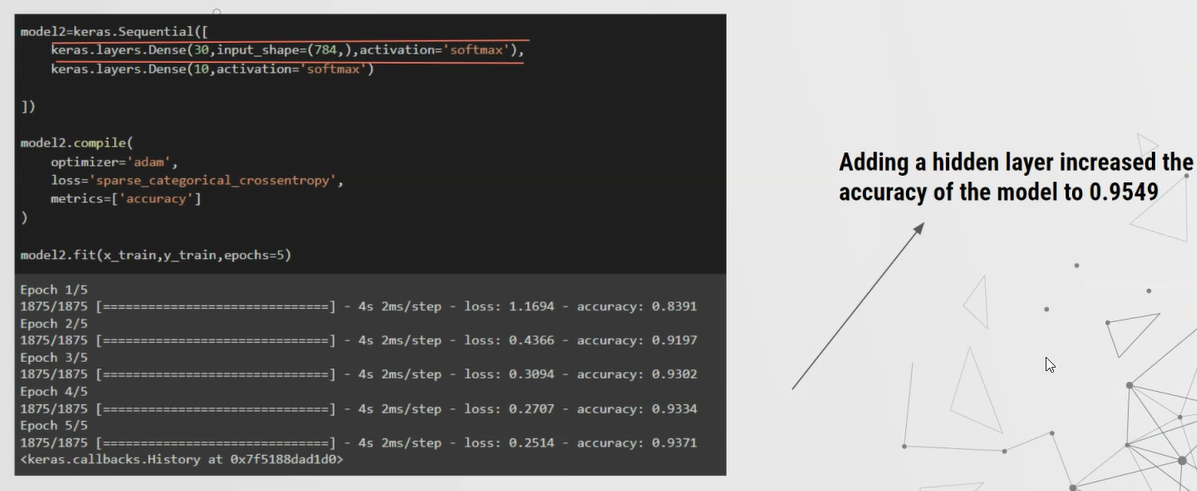 model2=keras.Sequential([
keras.layers.Dense(30,input_shape=(784,),activation='softmax'),
keras.layers.Dense(10,activation='softmax')
])
model2.compile(
optimizer='adam',
loss='sparse_categorical_crossentropy',
metrics=['accuracy']
)
model2.fit(x_train,y_train,epochs=5)
Epoch 1/5
1875/1875 [==============================] - 4s 2ms/step - loss: 1.1694 - accuracy: 0.8391
Epoch 2/5
1875/1875 [==============================] - 4s 2ms/step - loss: 0.4366 - accuracy: 0.9197
Epoch 3/5
1875/1875 [==============================] - 4s 2ms/step - loss: 0.3094 - accuracy: 0.9302
Epoch 4/5
1875/1875 [==============================] - 4s 2ms/step - loss: 0.2707 - accuracy: 0.9334
Epoch 5/5
1875/1875 [==============================] - 4s 2ms/step - loss: 0.2514 - accuracy: 0.9371
<keras.callbacks.History at 0x7f5188dad1d0>
Adding a hidden layer increased the
accuracy of the model to 0.9549